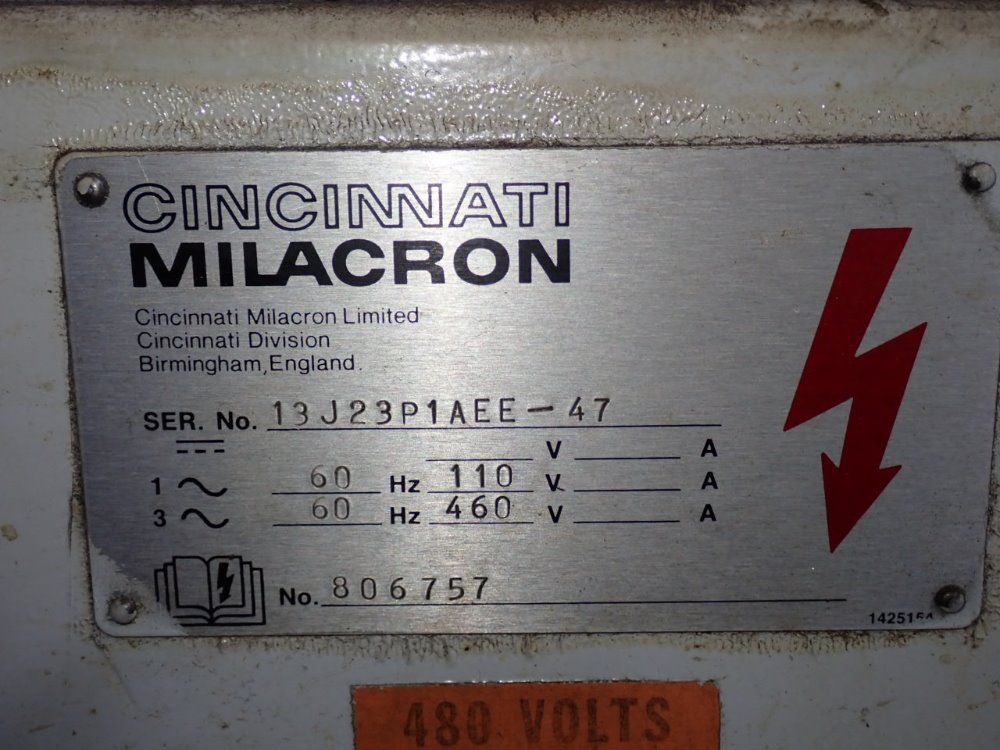 CINCINNATI
MILACRON
Cincinnati Milacron Limited
Cincinnati Division
Birmingham, England.
SER. No. 13J23P1AEE-47
V A
1 60 Hz 110 V A
3 60 Hz 460 V A
No. 806757
480 VOLTS